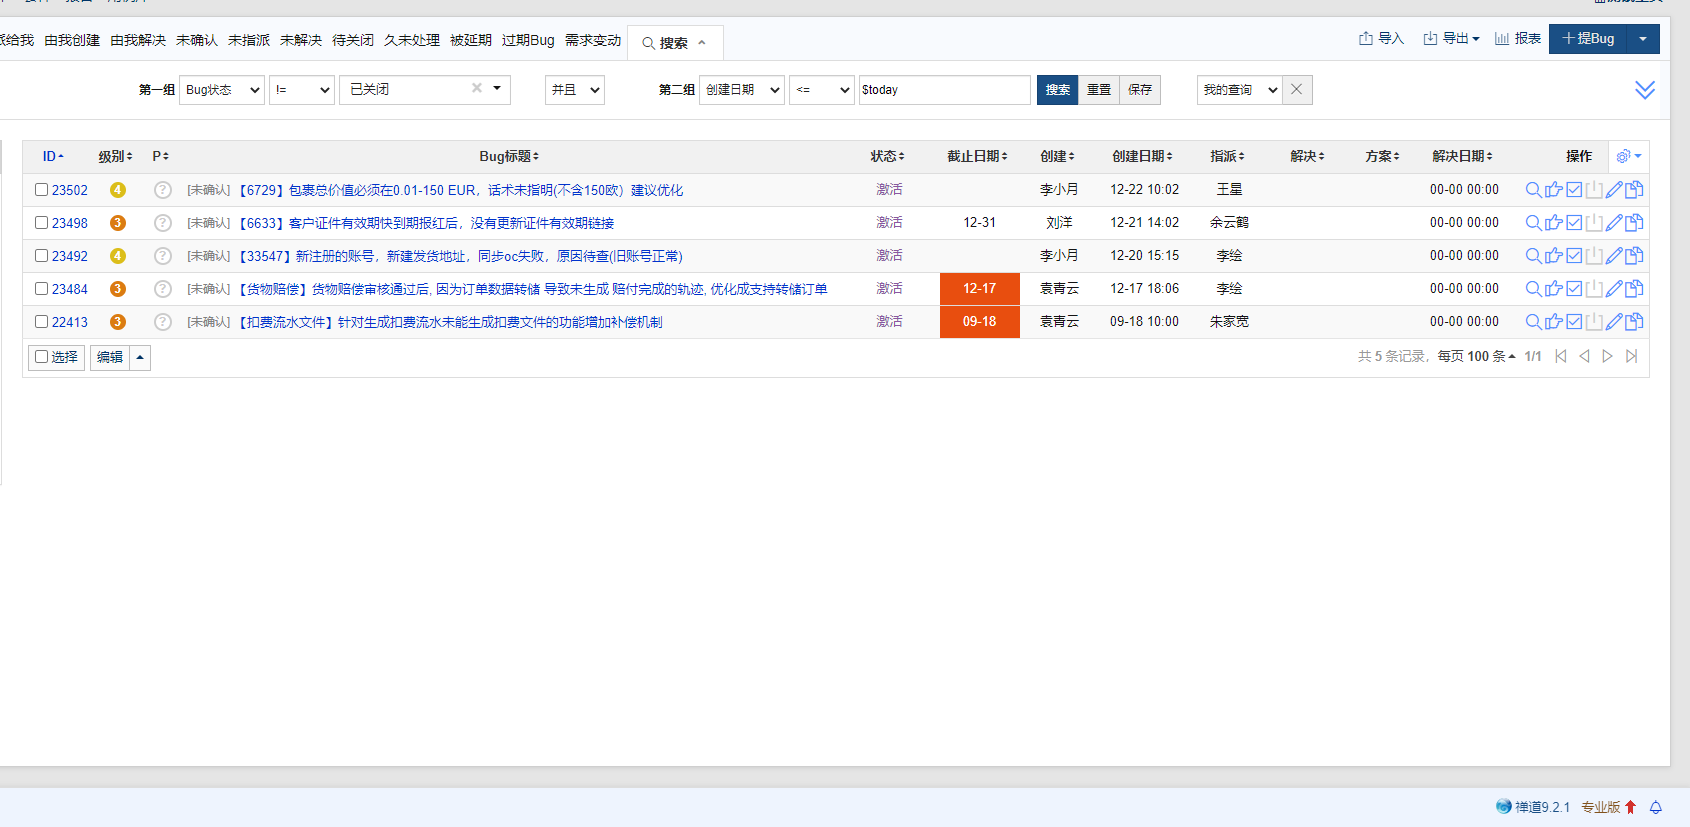 派给我 由我创建 由我解决 未确认 未指派 未解决 待关闭 久未处理 被延期 过期Bug 需求变动 搜索 导入 导出 报表 提Bug
第一组 Bug状态 != 已关闭 并且 第二组 创建日期 <= $today 搜索 重置 保存 我的查询
ID 级别 P Bug标题 状态 截止日期 创建 创建日期 指派 解决 方案 解决日期 操作
23502 4 ? [未确认] 【6729】包裹总价值必须在0.01-150 EUR，话术未指明(不含150欧）建议优化 激活 李小月 12-22 10:02 王星 00-00 00:00
23498 3 ? [未确认] 【6633】客户证件有效期快到期报红后，没有更新证件有效期链接 激活 12-31 刘洋 12-21 14:02 余云鹤 00-00 00:00
23492 4 ? [未确认] 【33547】新注册的账号，新建发货地址，同步oc失败，原因待查(旧账号正常) 激活 李小月 12-20 15:15 李绘 00-00 00:00
23484 3 ? [未确认] 【货物赔偿】货物赔偿审核通过后, 因为订单数据转储 导致未生成 赔付完成的轨迹, 优化成支持转储订单 激活 12-17 袁青云 12-17 18:06 李绘 00-00 00:00
22413 3 ? [未确认] 【扣费流水文件】针对生成扣费流水未能生成扣费文件的功能增加补偿机制 激活 09-18 袁青云 09-18 10:00 朱家宽 00-00 00:00
选择 编辑 共 5 条记录，每页 100 条 1/1
禅道9.2.1 专业版